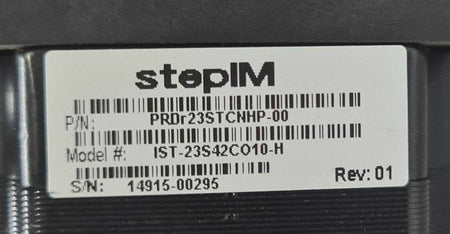 stepIM
P/N: PRDr23STCNHP-00
Model #: IST-23S42CO10-H
S/N: 14915-00295
Rev: 01